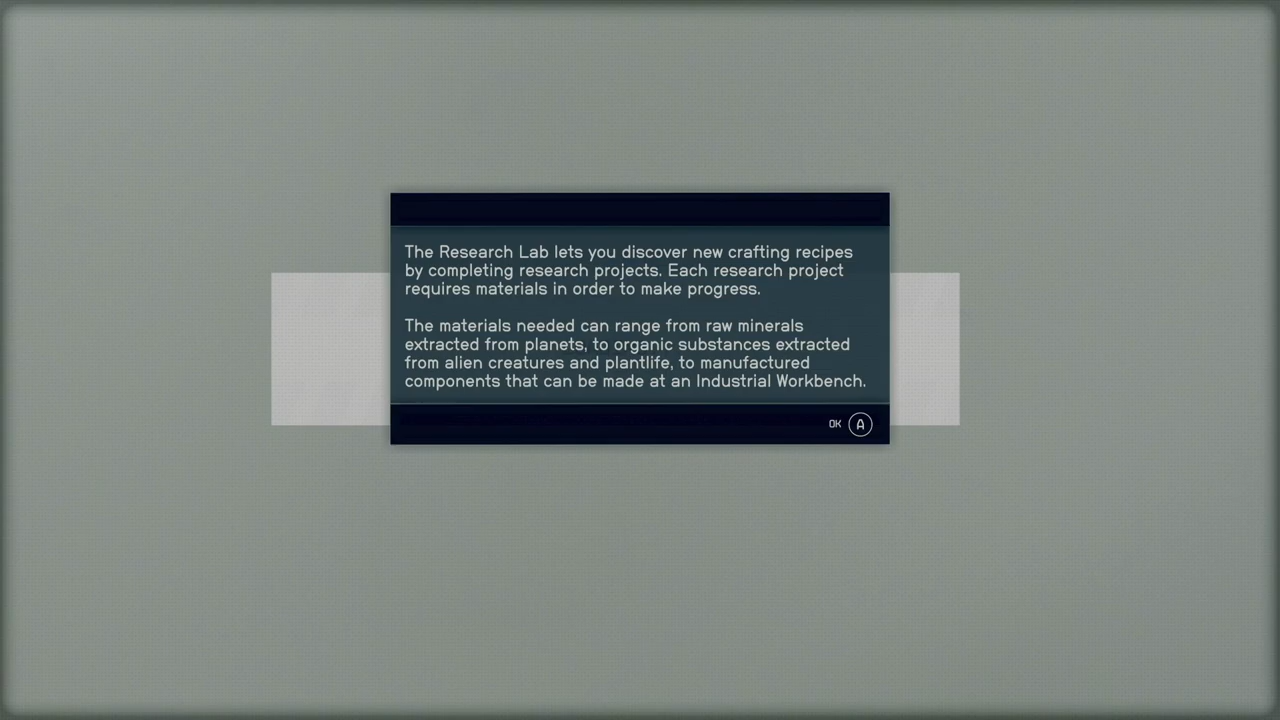 The Research Lab lets you discover new crafting recipes
by completing research projects. Each research project
requires materials in order to make progress.
The materials needed can range from raw minerals
extracted from planets, to organic substances extracted
from alien creatures and plantlife, to manufactured
components that can be made at an Industrial Workbench.
OK A